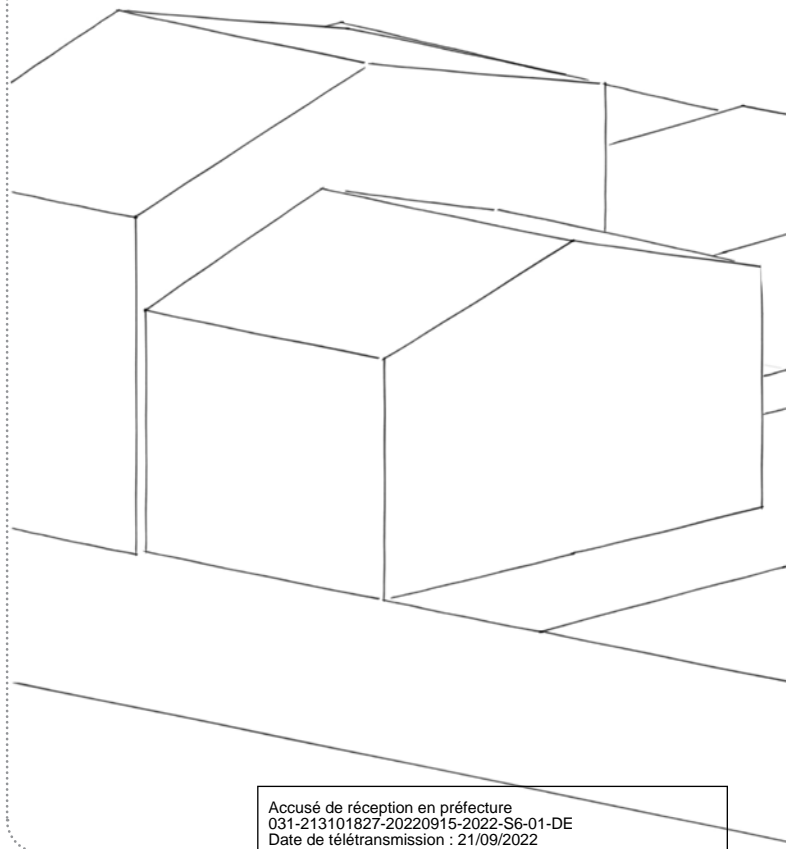 Accusé de réception en préfecture
031-213101827-20220915-2022-S6-01-DE
Date de télétransmission : 21/09/2022